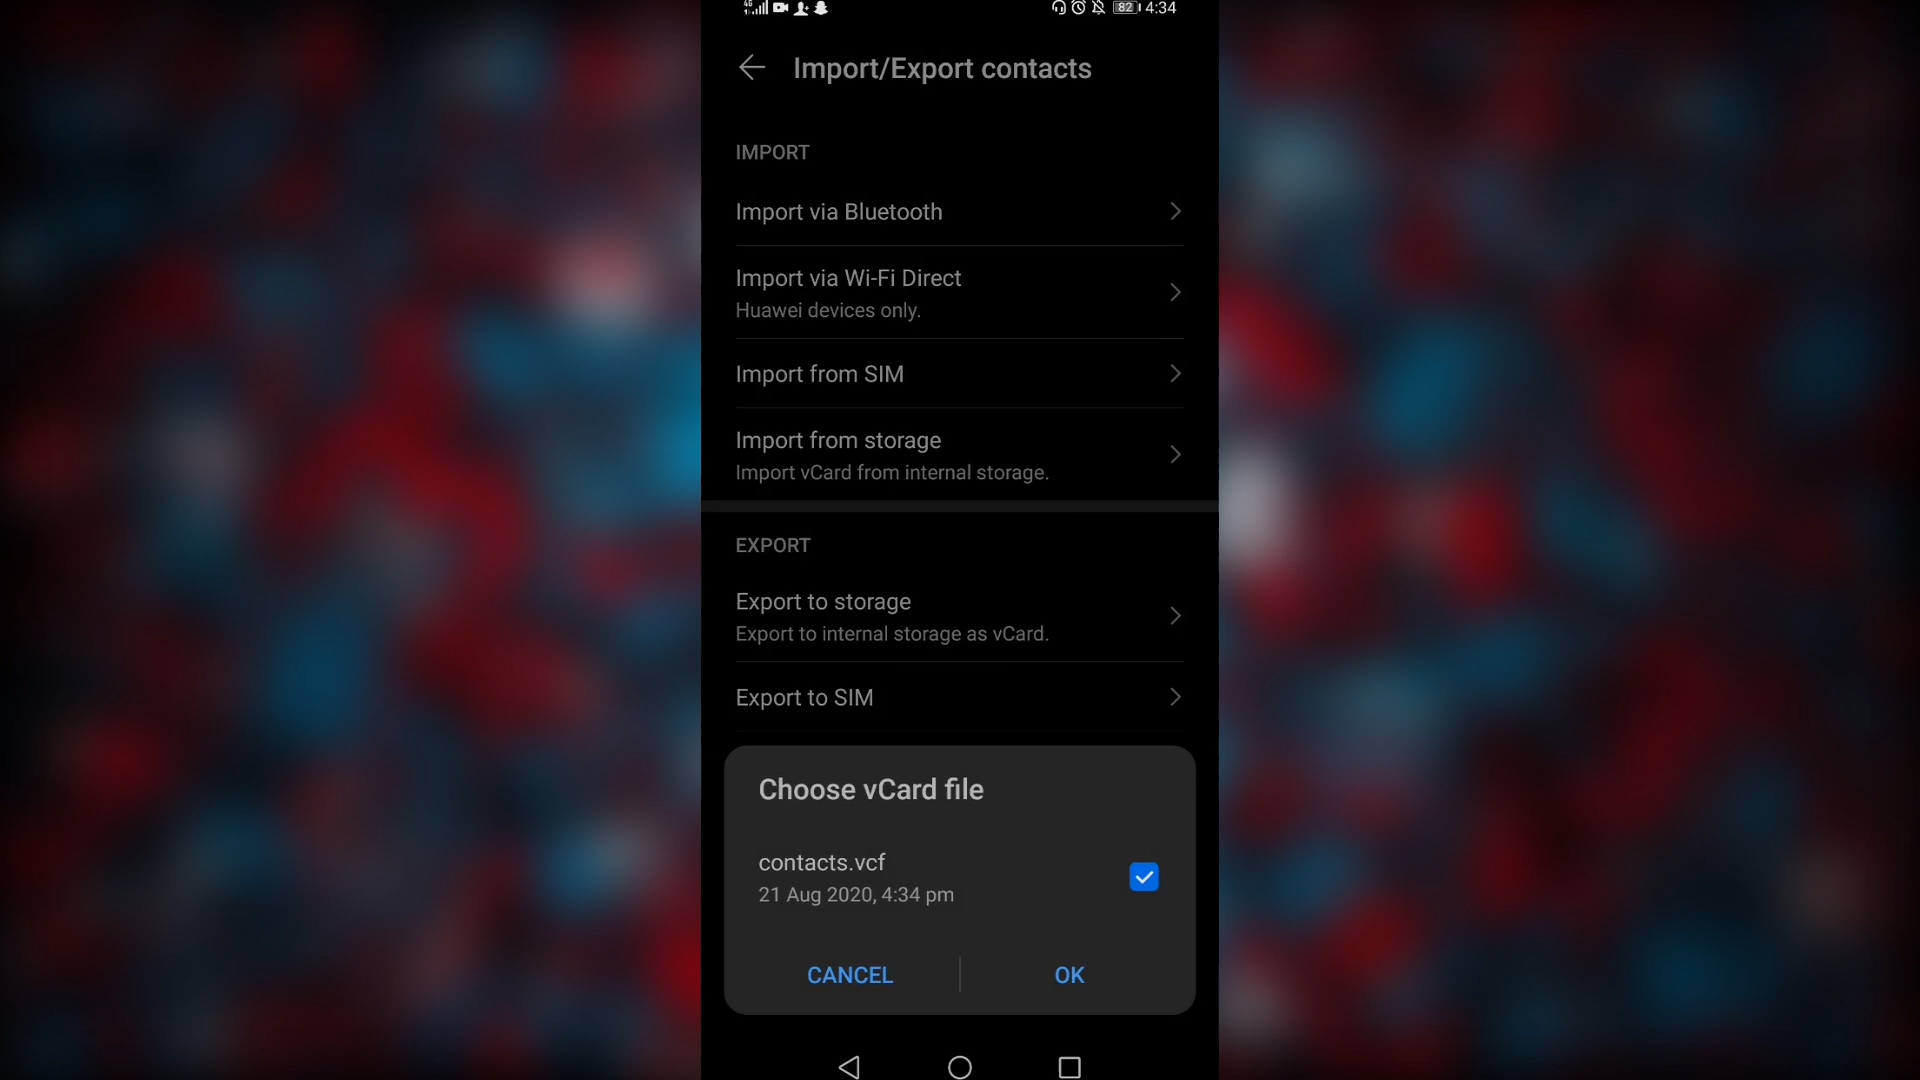 4G 82 4:34
Import/Export contacts
IMPORT
Import via Bluetooth
Import via Wi-Fi Direct
Huawei devices only.
Import from SIM
Import from storage
Import vCard from internal storage.
EXPORT
Export to storage
Export to internal storage as vCard.
Export to SIM
Choose vCard file
contacts.vcf
21 Aug 2020, 4:34 pm
CANCEL OK